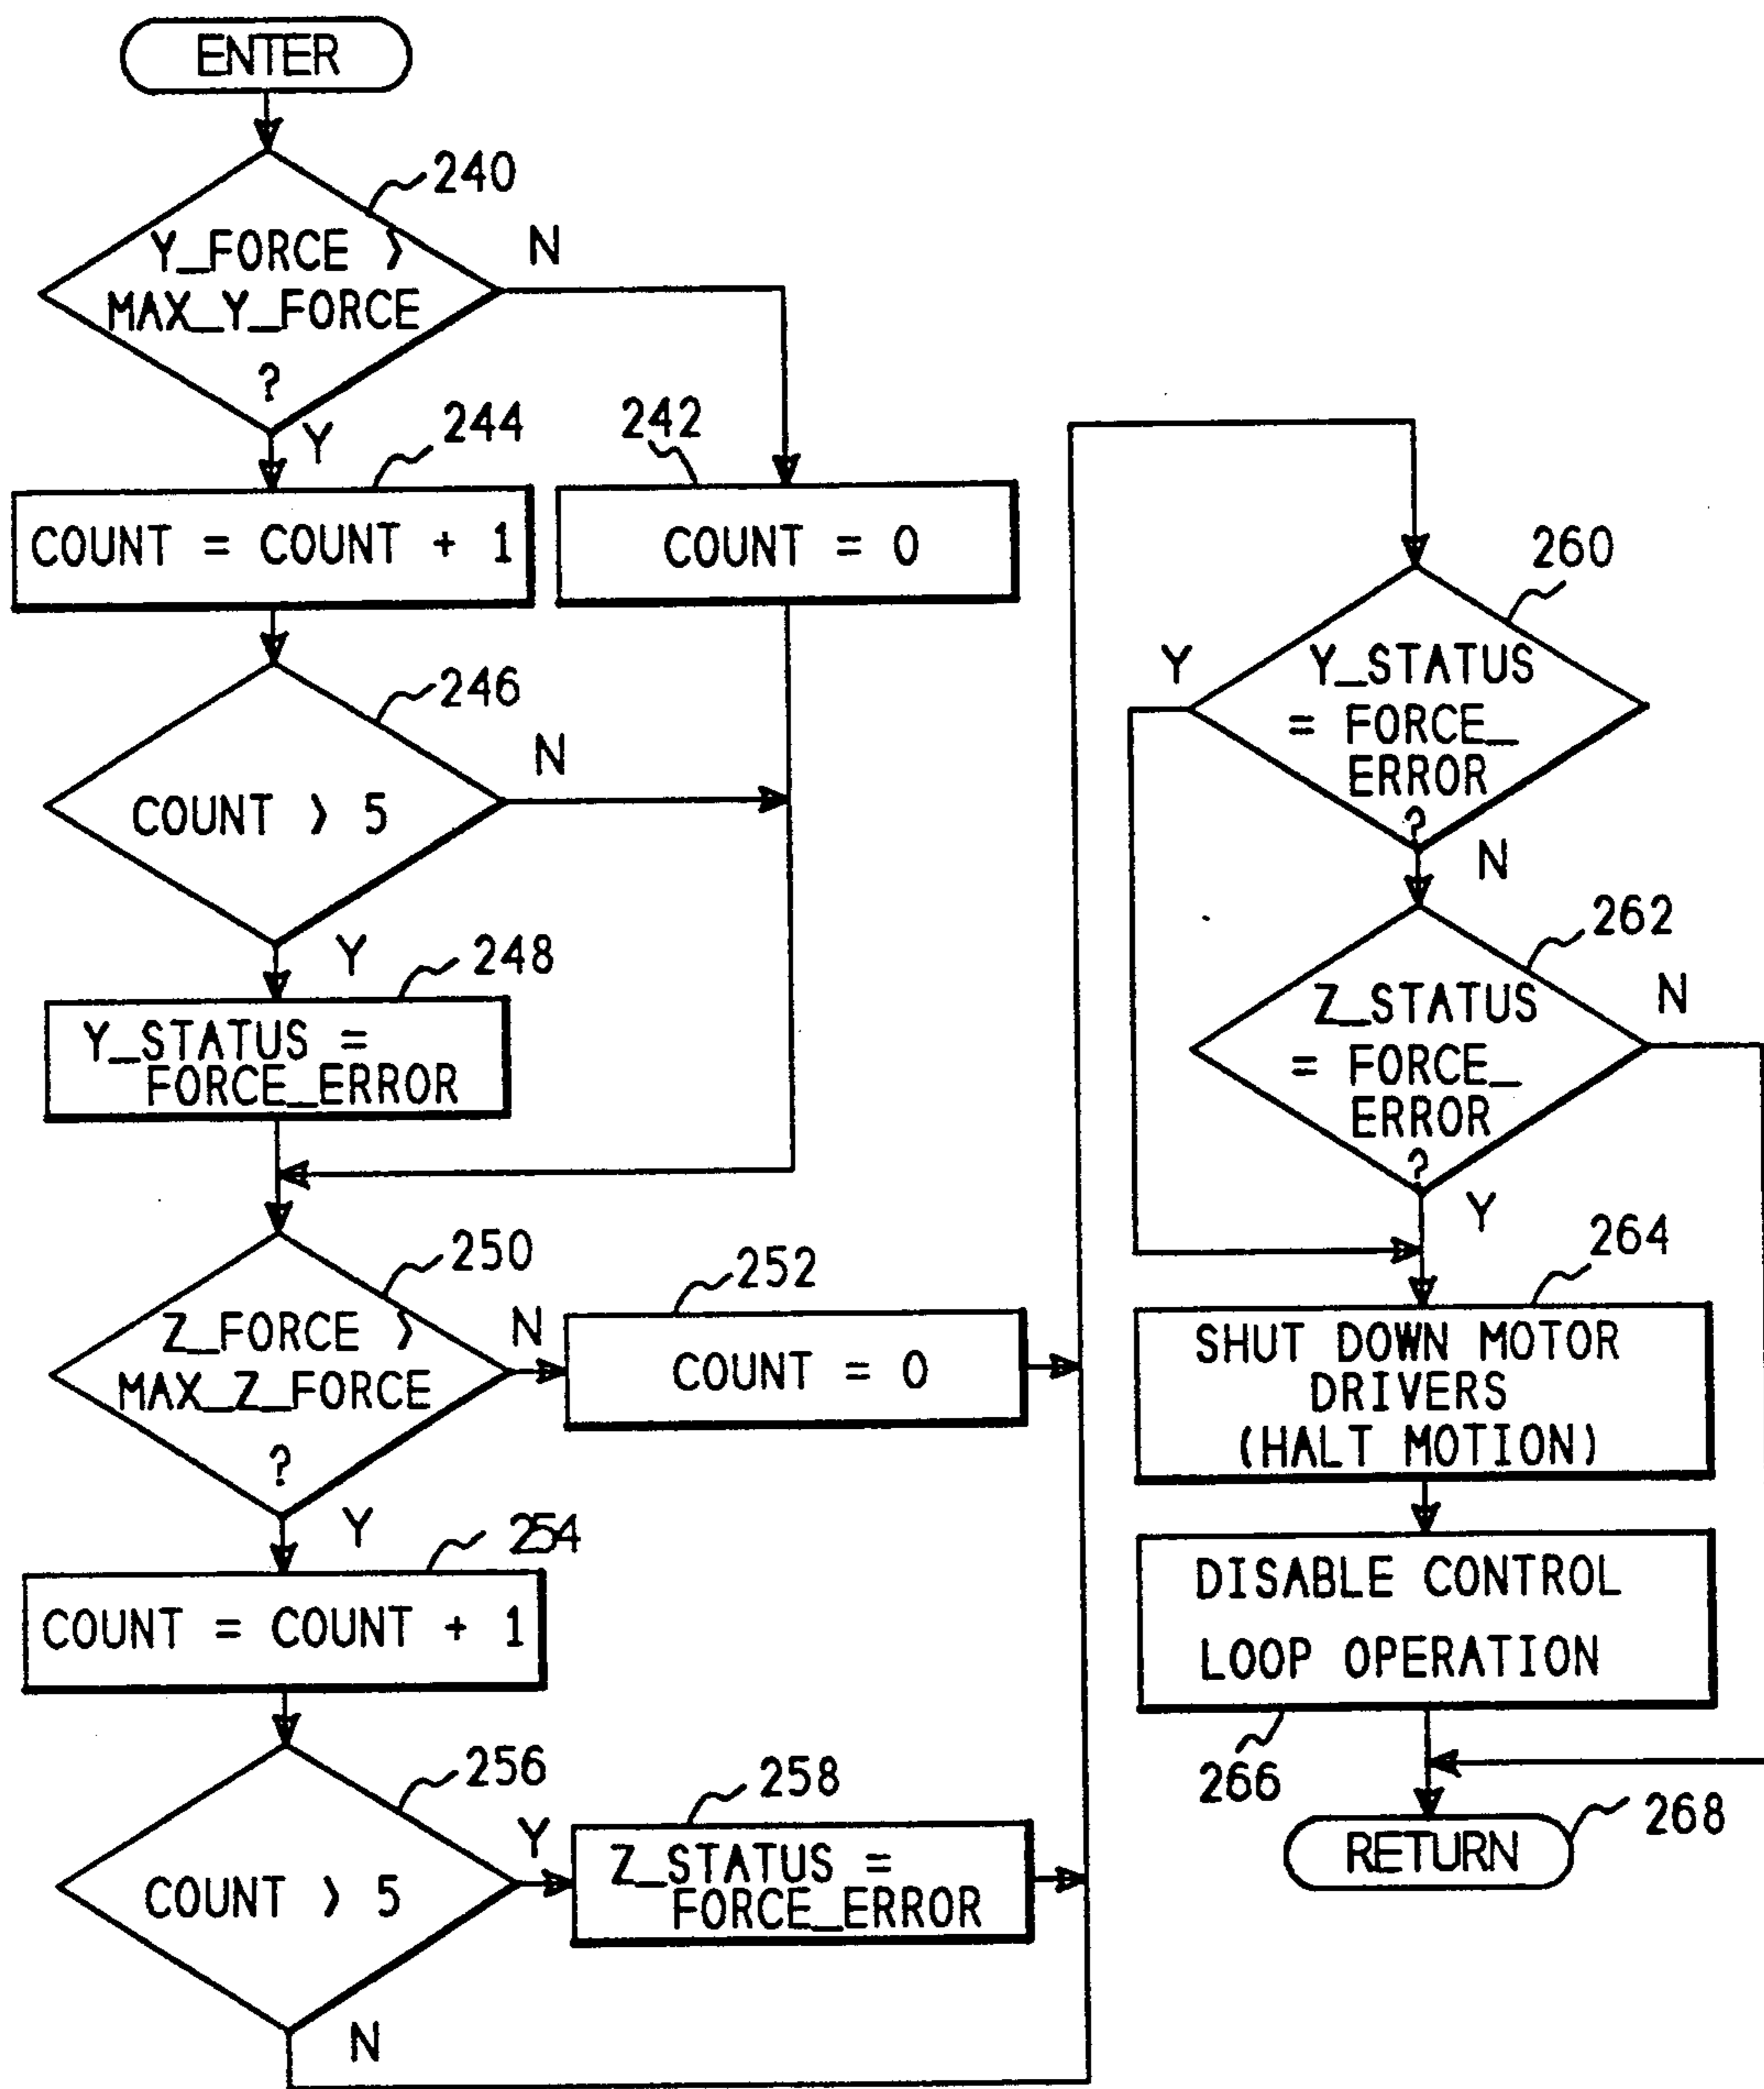 ENTER
240
Y_FORCE >
MAX_Y_FORCE
?
N
Y
244
COUNT = COUNT + 1
242
COUNT = 0
246
COUNT > 5
N
Y
248
Y_STATUS =
FORCE_ERROR
250
Z_FORCE >
MAX_Z_FORCE
?
N
252
COUNT = 0
Y
254
COUNT = COUNT + 1
256
COUNT > 5
Y
258
Z_STATUS =
FORCE_ERROR
N
260
Y
Y_STATUS
= FORCE_
ERROR
?
N
262
Z_STATUS
= FORCE_
ERROR
?
N
Y
264
SHUT DOWN MOTOR
DRIVERS
(HALT MOTION)
DISABLE CONTROL
LOOP OPERATION
266
RETURN
268